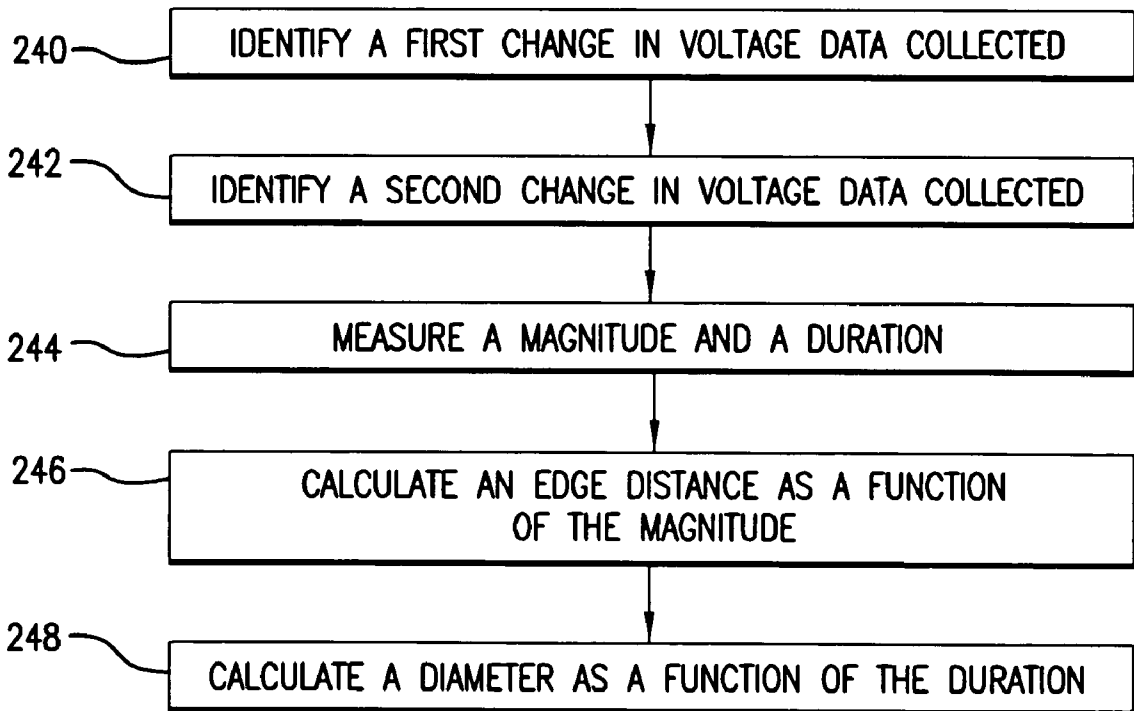 240
IDENTIFY A FIRST CHANGE IN VOLTAGE DATA COLLECTED
242
IDENTIFY A SECOND CHANGE IN VOLTAGE DATA COLLECTED
244
MEASURE A MAGNITUDE AND A DURATION
246
CALCULATE AN EDGE DISTANCE AS A FUNCTION
OF THE MAGNITUDE
248
CALCULATE A DIAMETER AS A FUNCTION OF THE DURATION